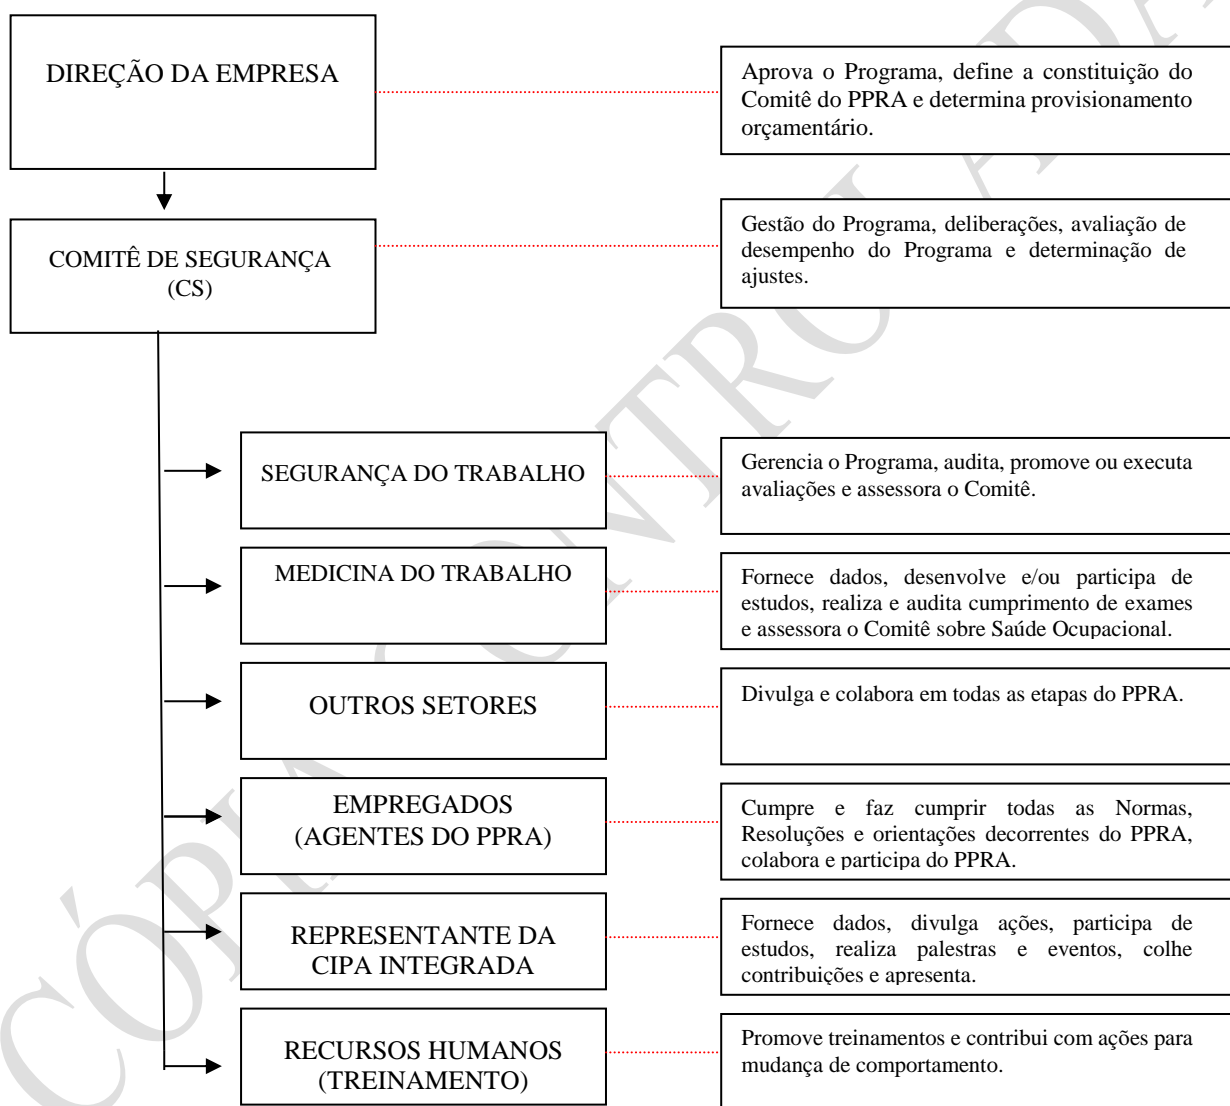 DIREÇÃO DA EMPRESA
Aprova o Programa, define a constituição do
Comitê do PPRA e determina provisionamento
orçamentário.
COMITÊ DE SEGURANÇA
(CS)
Gestão do Programa, deliberações, avaliação de
desempenho do Programa e determinação de
ajustes.
SEGURANÇA DO TRABALHO
Gerencia o Programa, audita, promove ou executa
avaliações e assessora o Comitê.
MEDICINA DO TRABALHO
Fornece dados, desenvolve e/ou participa de
estudos, realiza e audita cumprimento de exames
e assessora o Comitê sobre Saúde Ocupacional.
OUTROS SETORES
Divulga e colabora em todas as etapas do PPRA.
EMPREGADOS
(AGENTES DO PPRA)
Cumpre e faz cumprir todas as Normas,
Resoluções e orientações decorrentes do PPRA,
colabora e participa do PPRA.
REPRESENTANTE DA
CIPA INTEGRADA
Fornece dados, divulga ações, participa de
estudos, realiza palestras e eventos, colhe
contribuições e apresenta.
RECURSOS HUMANOS
(TREINAMENTO)
Promove treinamentos e contribui com ações para
mudança de comportamento.
CÓPIA CONTROLADA